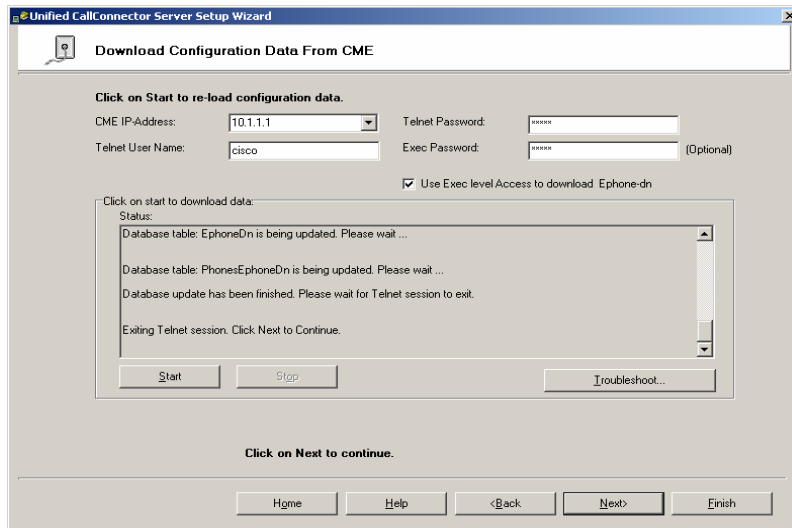 Unified CallConnector Server Setup Wizard
Download Configuration Data From CME
Click on Start to re-load configuration data.
CME IP-Address: 10.1.1.1 Telnet Password: *****
Telnet User Name: cisco Exec Password: ***** (Optional)
Use Exec level Access to download Ephone-dn
Click on start to download data:
Status:
Database table: EphoneDn is being updated. Please wait ...
Database table: PhonesEphoneDn is being updated. Please wait ...
Database update has been finished. Please wait for Telnet session to exit.
Exiting Telnet session. Click Next to Continue.
Start Stop Troubleshoot...
Click on Next to continue.
Home Help <Back Next> Finish